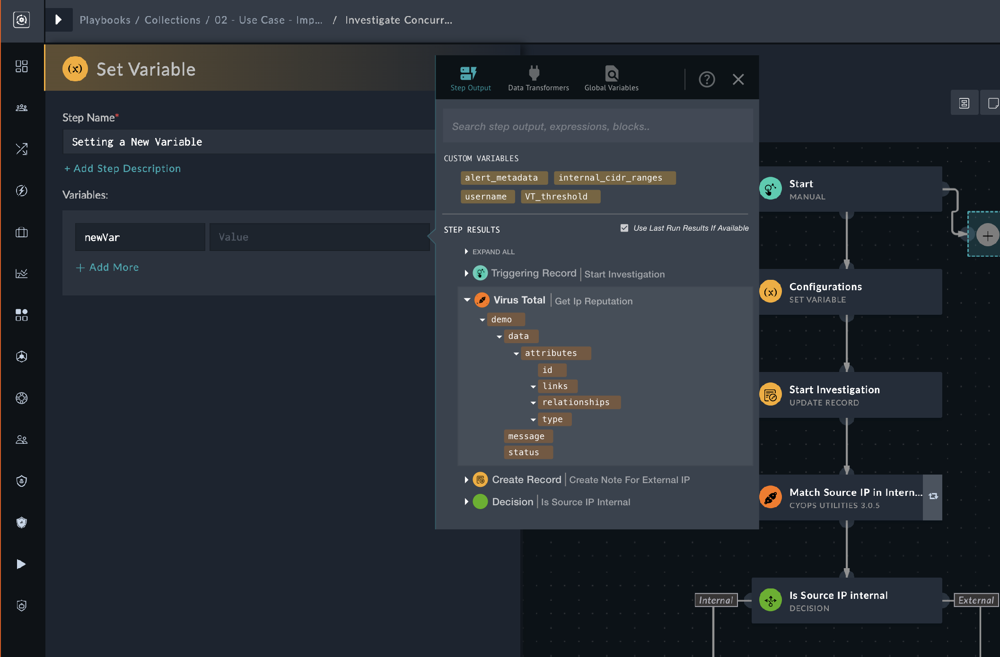 Playbooks / Collections / 02 - Use Case - Imp... / Investigate Concurr...
(x) Set Variable
Step Name*
Setting a New Variable
+ Add Step Description
Variables:
newVar
Value
+ Add More
Step Output
Data Transformers
Global Variables
?
Search step output, expressions, blocks..
CUSTOM VARIABLES
alert_metadata
internal_cidr_ranges
username
VT_threshold
STEP RESULTS
Use Last Run Results If Available
EXPAND ALL
Triggering Record | Start Investigation
Virus Total | Get Ip Reputation
demo
data
attributes
id
links
relationships
type
message
status
Create Record | Create Note For External IP
Decision | Is Source IP Internal
Start
MANUAL
(x) Configurations
SET VARIABLE
Start Investigation
UPDATE RECORD
Match Source IP in Intern...
CYOPS UTILITIES 3.0.5
Internal
Is Source IP internal
DECISION
External